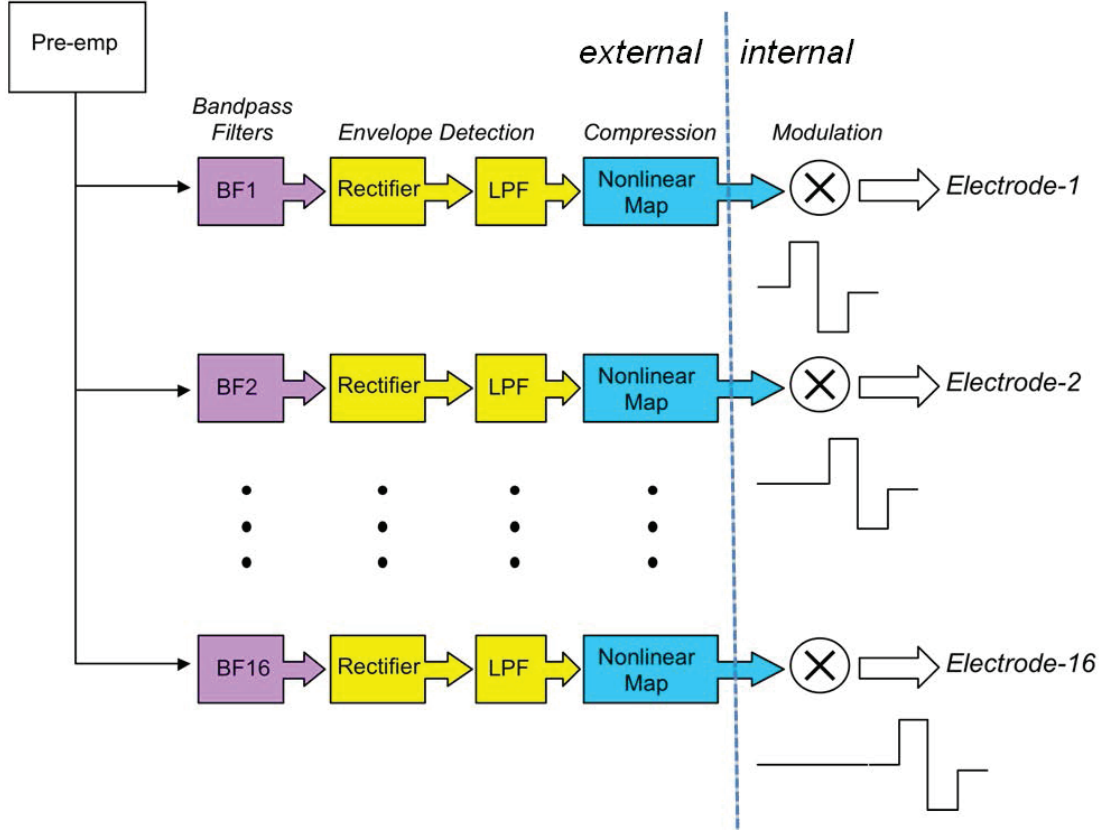 Pre-emp
external internal
Bandpass
Filters
Envelope Detection
Compression
Modulation
BF1
Rectifier
LPF
Nonlinear
Map
Electrode-1
BF2
Rectifier
LPF
Nonlinear
Map
Electrode-2
BF16
Rectifier
LPF
Nonlinear
Map
Electrode-16